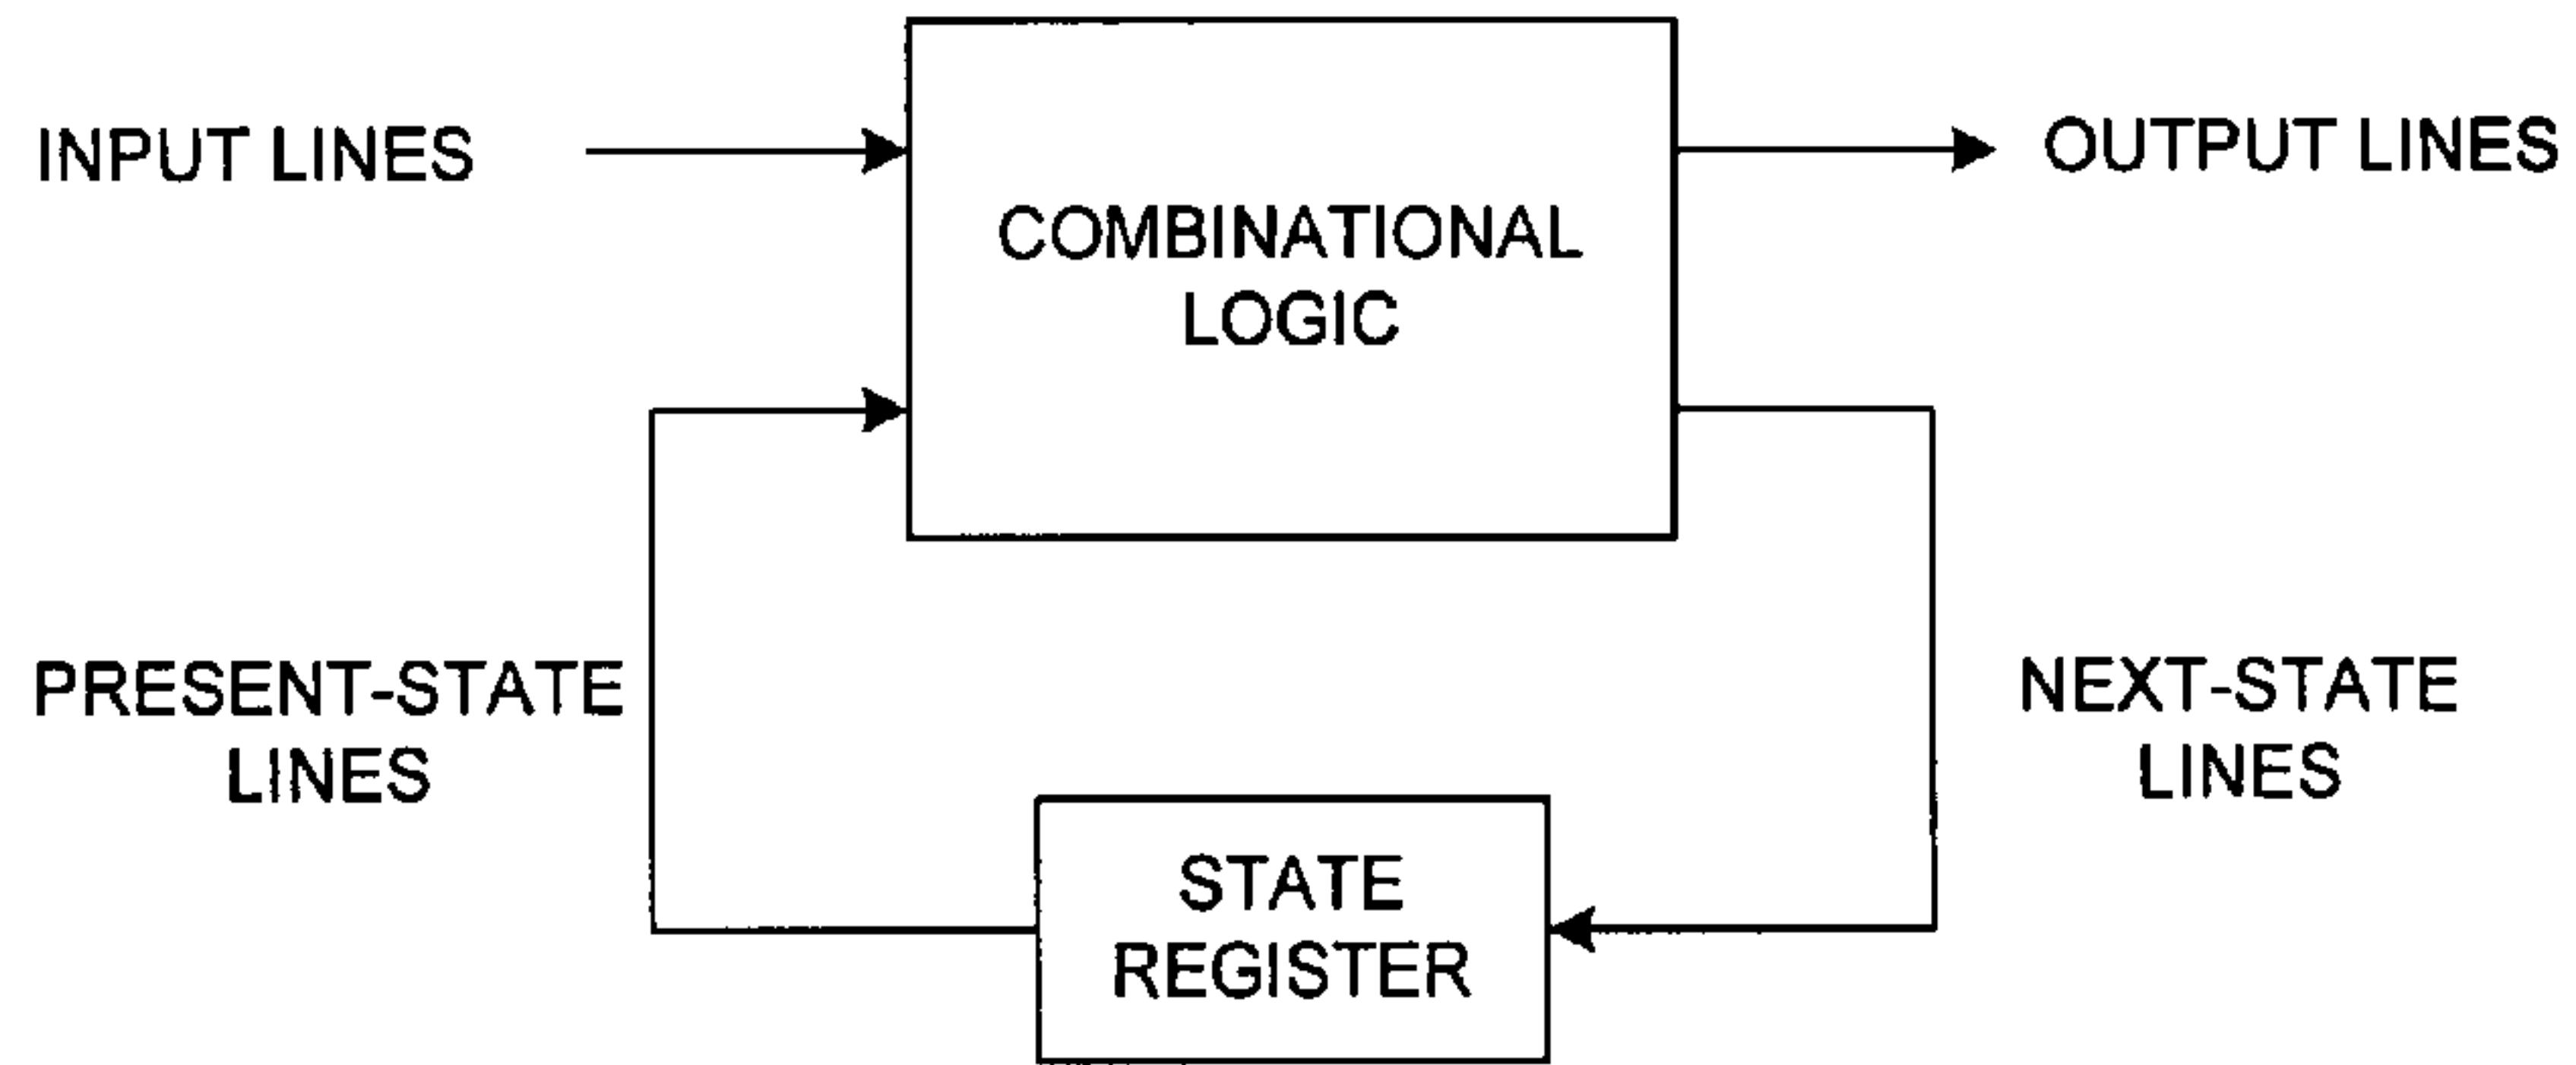 INPUT LINES
OUTPUT LINES
COMBINATIONAL
LOGIC
PRESENT-STATE
LINES
NEXT-STATE
LINES
STATE
REGISTER